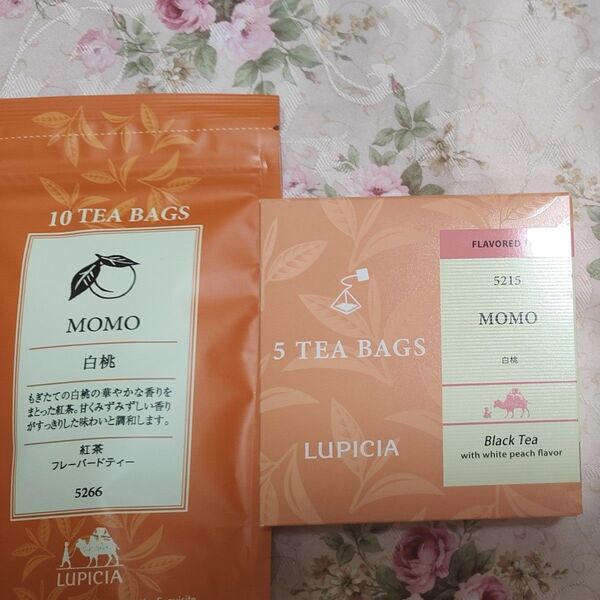 10 TEA BAGS
MOMO
白桃
もぎたての白桃の華やかな香りを
まとった紅茶。甘くみずみずしい香り
がすっきりした味わいと調和します。
紅茶
フレーバードティー
5266
LUPICIA
Exquisite
5 TEA BAGS
LUPICIA
FLAVORED
5215
MOMO
白桃
Black Tea
with white peach flavor